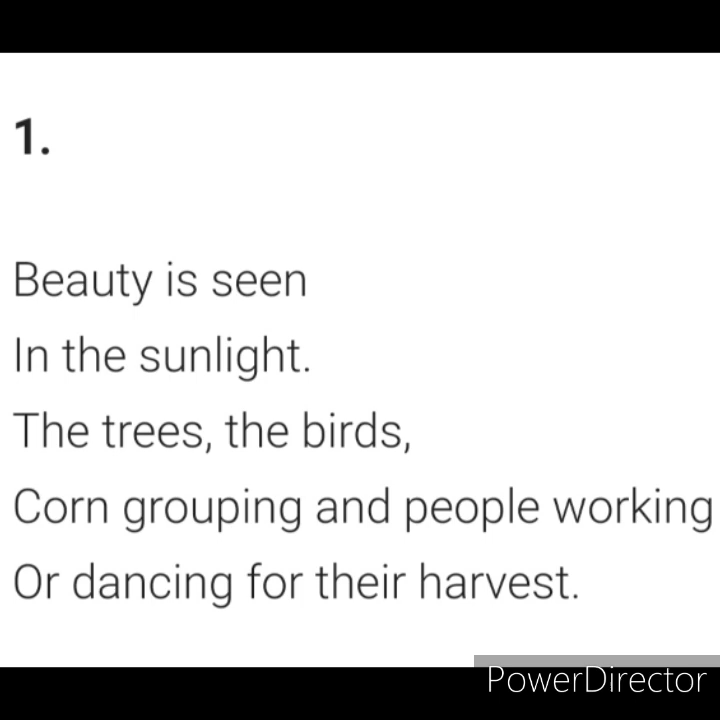 1.
Beauty is seen
In the sunlight.
The trees, the birds,
Corn grouping and people working
Or dancing for their harvest.
PowerDirector